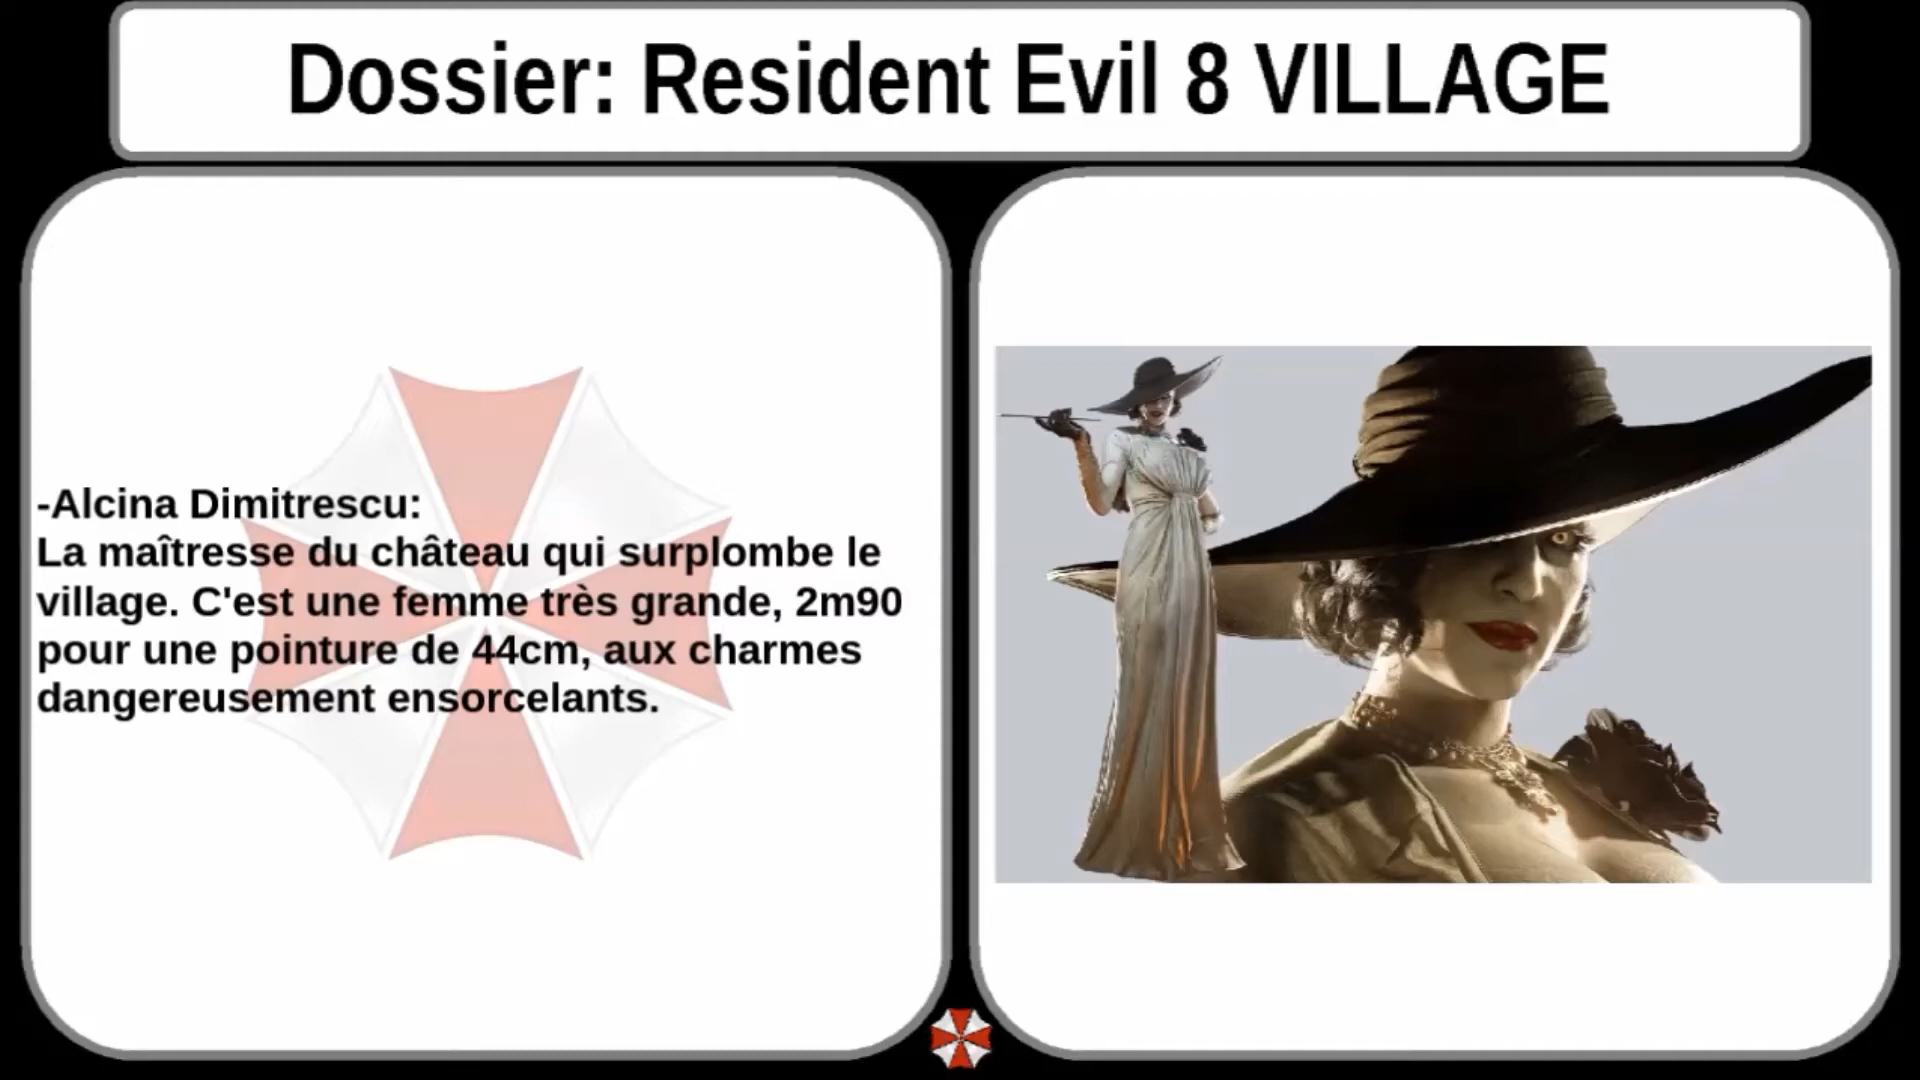 Dossier: Resident Evil 8 VILLAGE
-Alcina Dimitrescu:
La maîtresse du château qui surplombe le
village. C'est une femme très grande, 2m90
pour une pointure de 44cm, aux charmes
dangereusement ensorcelants.